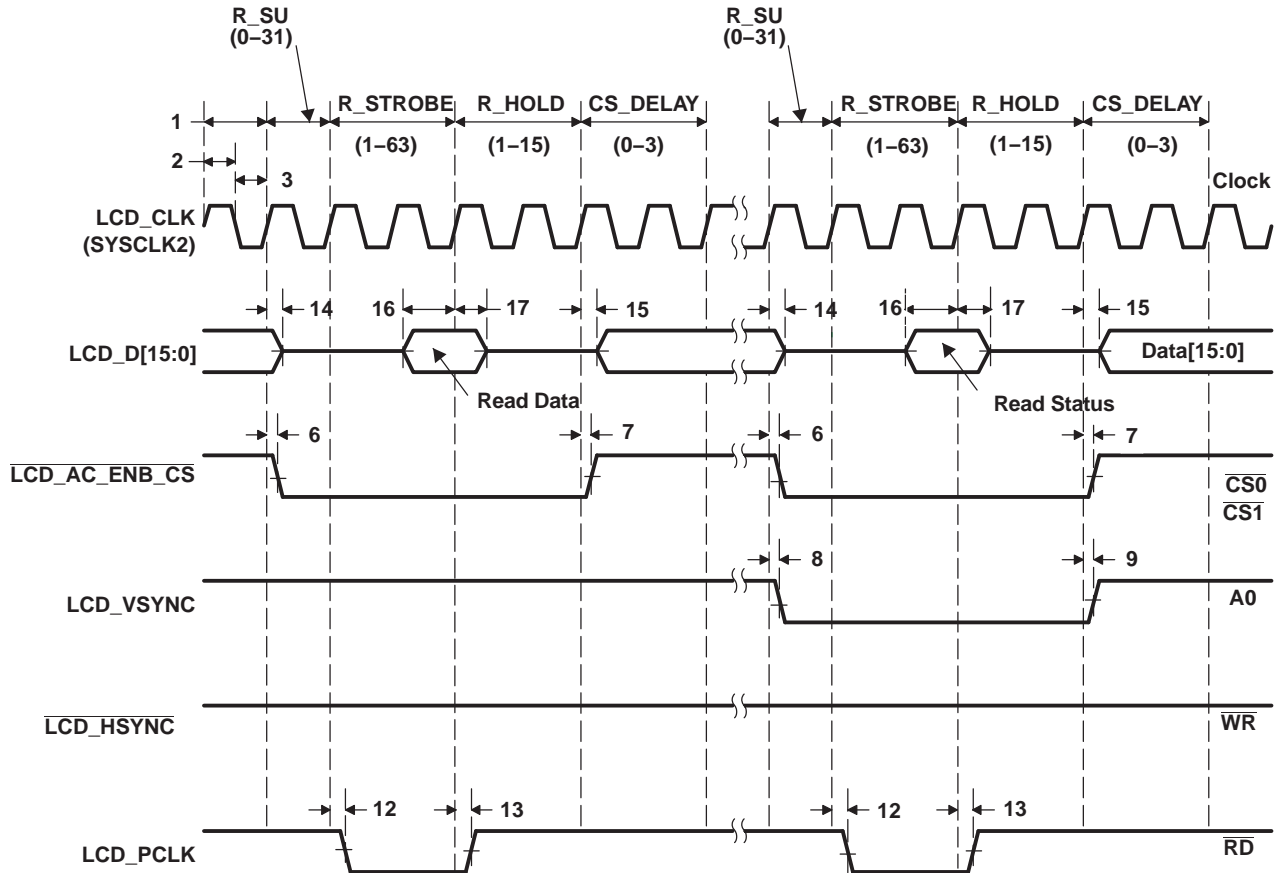 R_SU
(0–31)
R_SU
(0–31)
R_STROBE R_HOLD CS_DELAY R_STROBE R_HOLD CS_DELAY
1
(1–63) (1–15) (0–3) (1–63) (1–15) (0–3)
2
3
Clock
LCD_CLK
(SYSCLK2)
14 16 17 15 14 16 17 15
LCD_D[15:0]
Data[15:0]
Read Data
Read Status
6 7 6 7
LCD_AC_ENB_CS
CS0
CS1
8 9
LCD_VSYNC
A0
LCD_HSYNC
WR
12 13 12 13
LCD_PCLK
RD